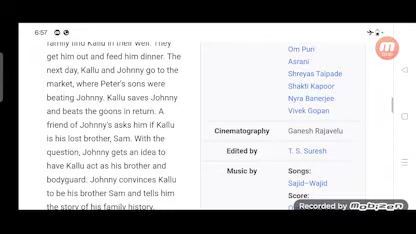 6:57
family find Kallu in their well. They
get him out and feed him dinner. The
next day, Kallu and Johnny go to the
market, where Peter's sons were
beating Johnny. Kallu saves Johnny
and beats the goons in return. A
friend of Johnny's asks him if Kallu
is his lost brother, Sam. With
the question, Johnny gets an idea to
have Kallu act as his brother and
bodyguard. Johnny convinces Kallu
to be his brother Sam and tells him
the story of his family history.
Om Puri
Asrani
Shreyas Talpade
Shakti Kapoor
Nyra Banerjee
Vivek Gopan
Cinematography Ganesh Rajavelu
Edited by T. S. Suresh
Music by Songs:
Sajid–Wajid
Score:
Recorded by Mobizen